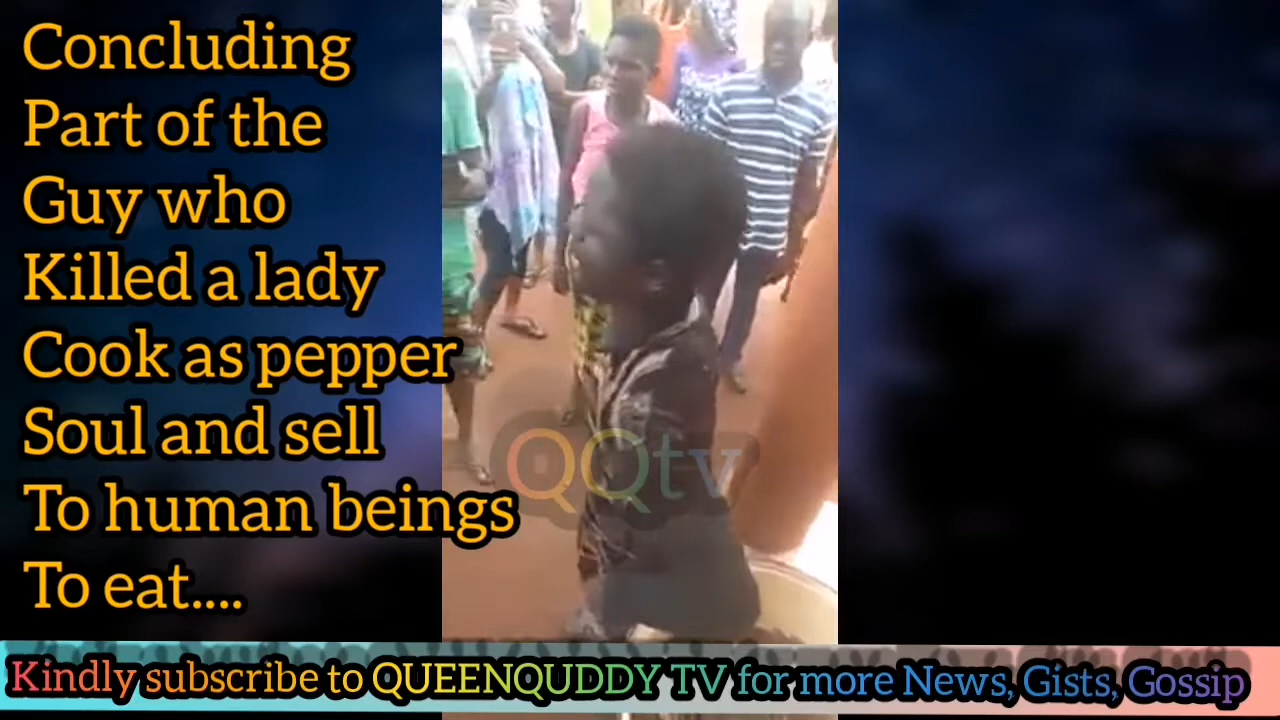 Concluding
Part of the
Guy who
Killed a lady
Cook as pepper
Soul and sell
To human beings
To eat....
QQtv
Kindly subscribe to QUEENQUDDY TV for more News, Gists, Gossip